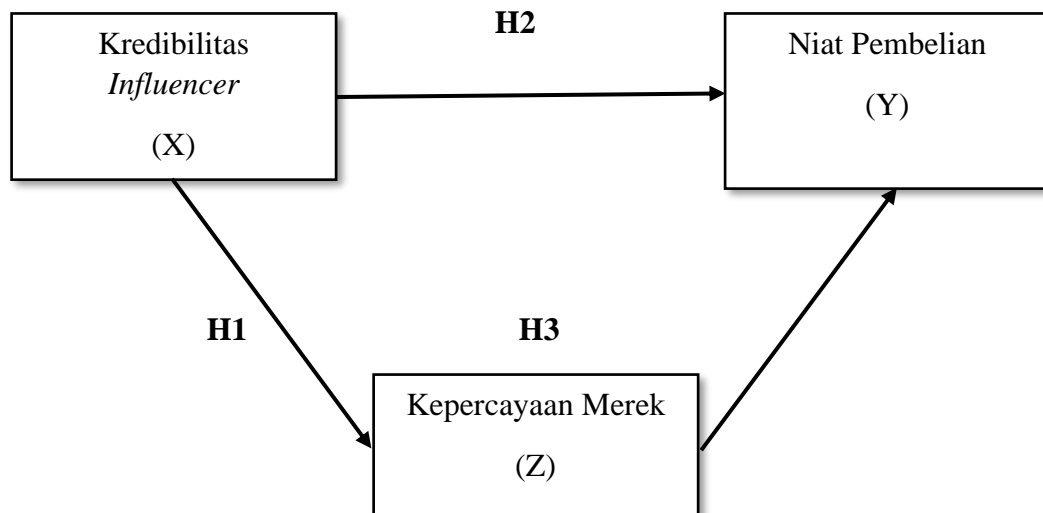 H2
Kredibilitas
Influencer
(X)
Niat Pembelian
(Y)
H1
H3
Kepercayaan Merek
(Z)